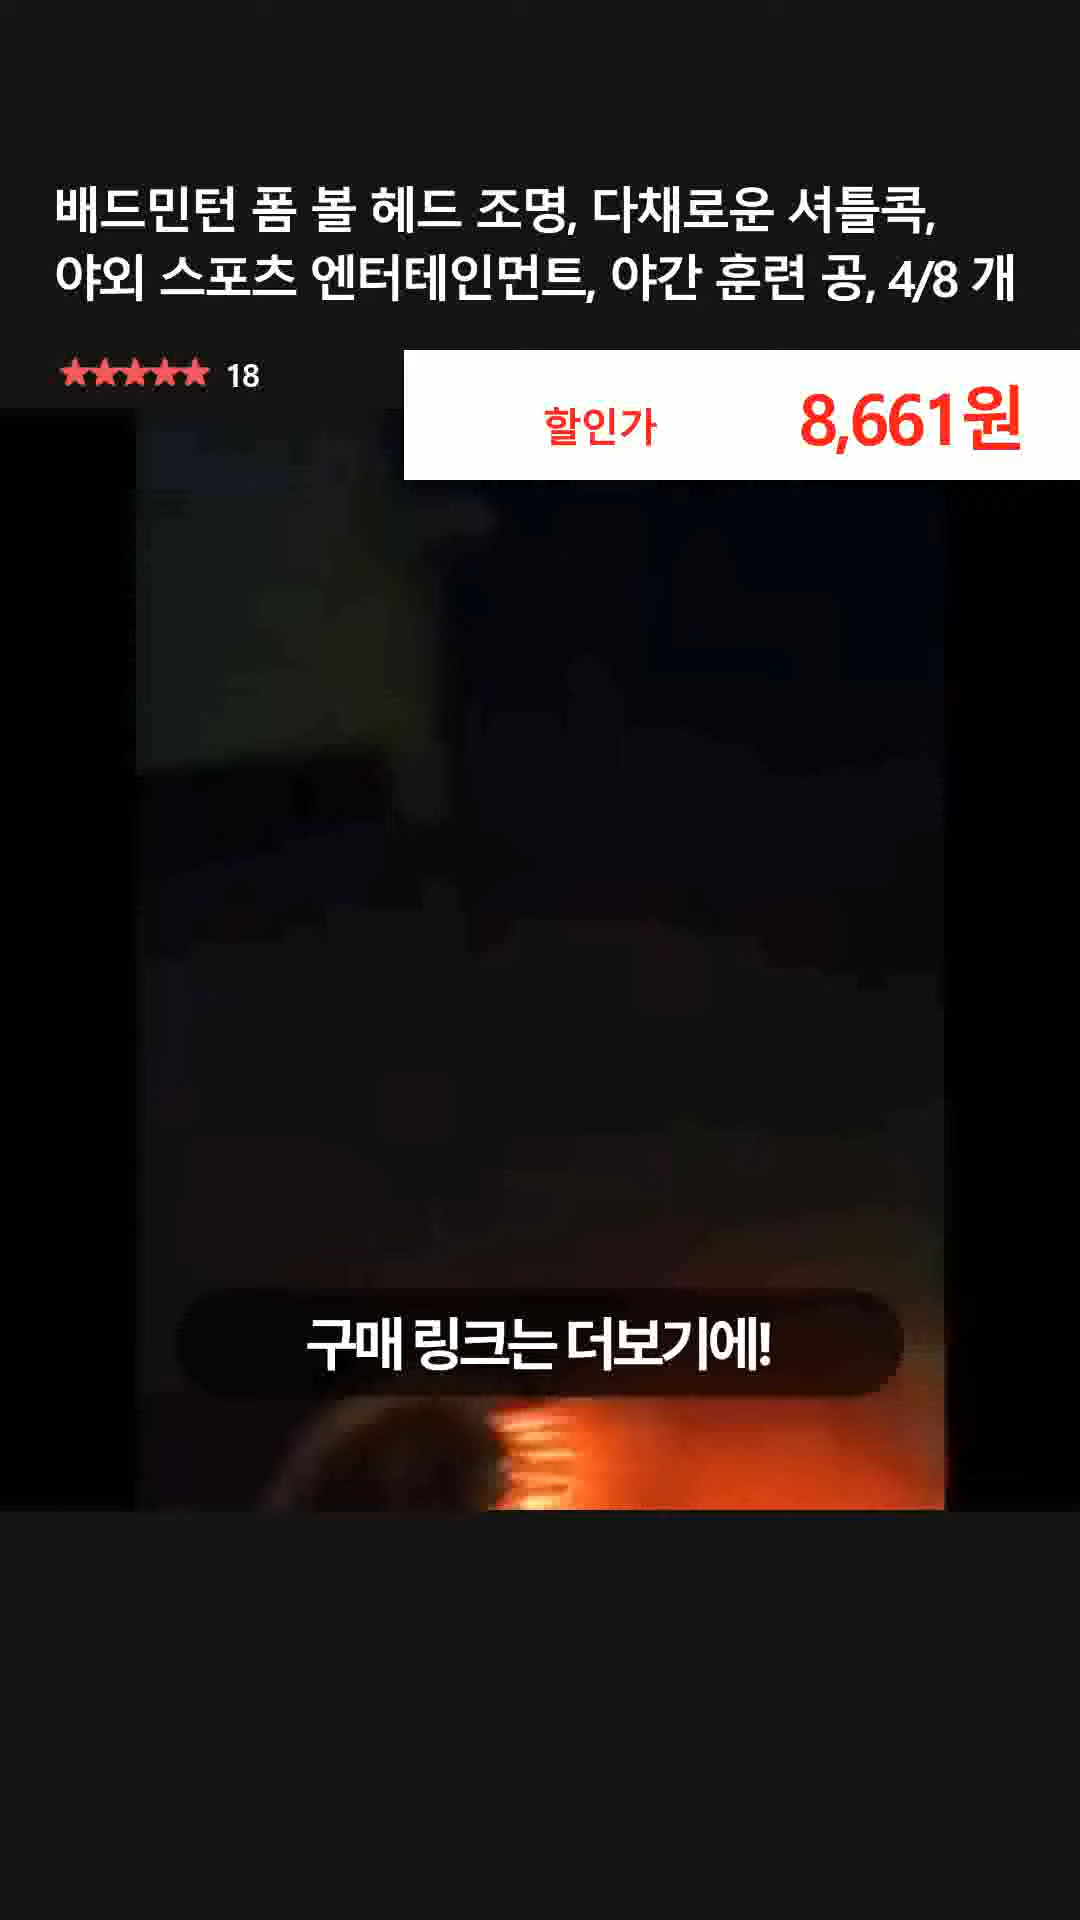 배드민턴 폼 볼 헤드 조명, 다채로운 셔틀콕,
야외 스포츠 엔터테인먼트, 야간 훈련 공, 4/8 개
18
할인가 8,661원
구매 링크는 더보기에!